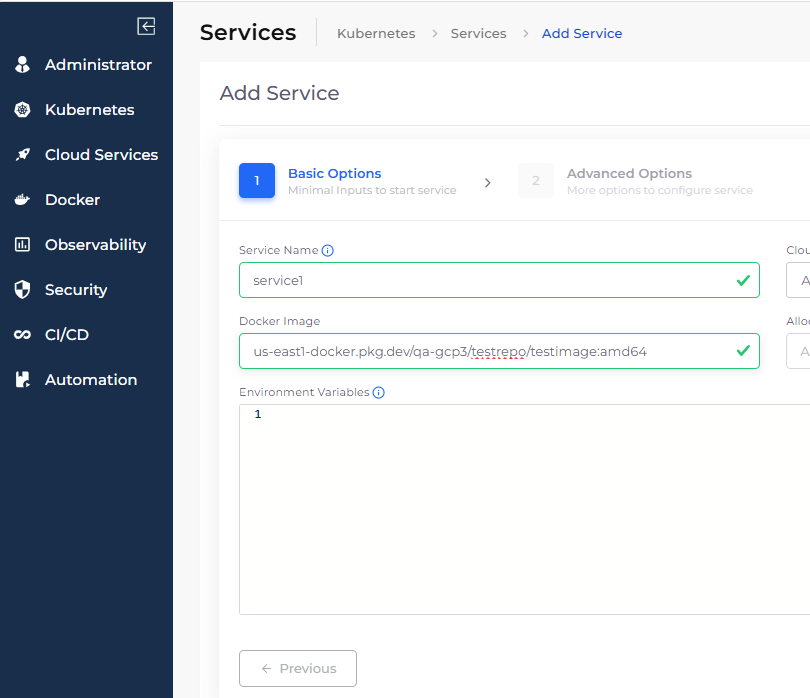 Services
Kubernetes > Services > Add Service
Administrator
Kubernetes
Cloud Services
Docker
Observability
Security
CI/CD
Automation
Add Service
1
Basic Options
Minimal Inputs to start service
2
Advanced Options
More options to configure service
Service Name
Clou
service1
A
Docker Image
Allo
us-east1-docker.pkg.dev/qa-gcp3/testrepo/testimage:amd64
A
Environment Variables
1
Previous